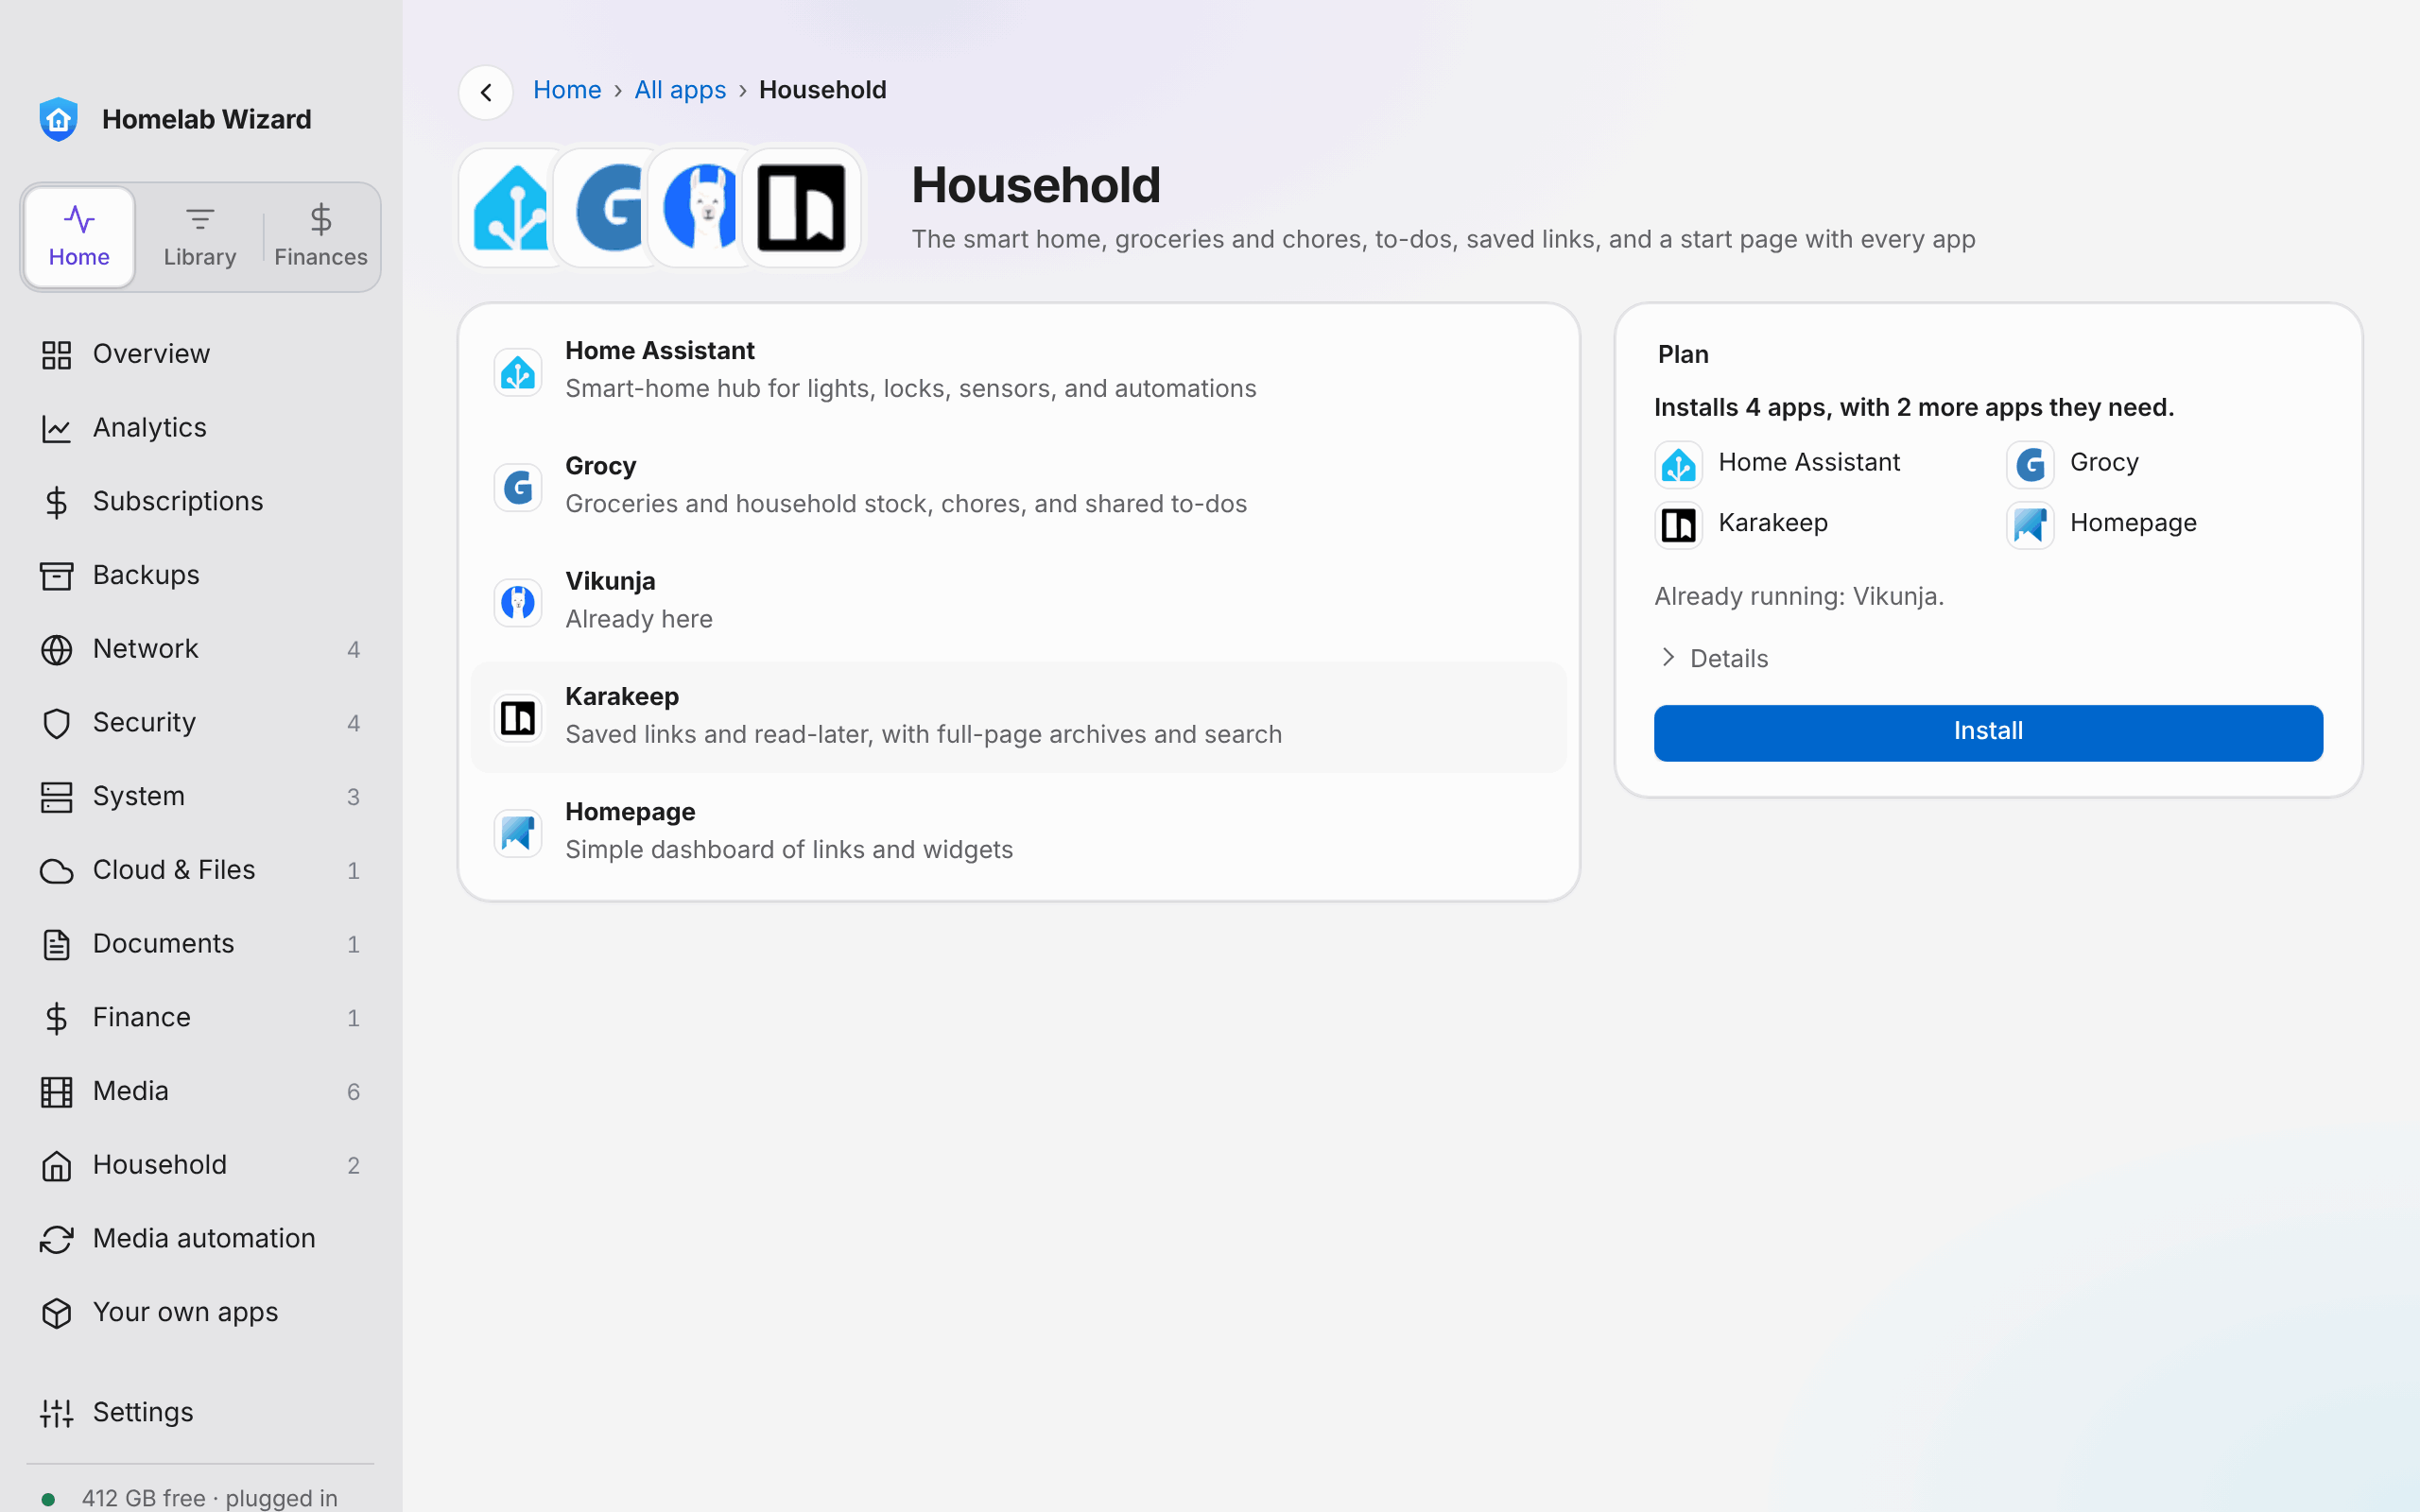 Homelab Wizard
Home
Library
Finances
Overview
Analytics
Subscriptions
Backups
Network 4
Security 4
System 3
Cloud & Files 1
Documents 1
Finance 1
Media 6
Household 2
Media automation
Your own apps
Settings
412 GB free · plugged in
Home › All apps › Household
Household
The smart home, groceries and chores, to-dos, saved links, and a start page with every app
Home Assistant
Smart-home hub for lights, locks, sensors, and automations
Grocy
Groceries and household stock, chores, and shared to-dos
Vikunja
Already here
Karakeep
Saved links and read-later, with full-page archives and search
Homepage
Simple dashboard of links and widgets
Plan
Installs 4 apps, with 2 more apps they need.
Home Assistant
Grocy
Karakeep
Homepage
Already running: Vikunja.
Details
Install